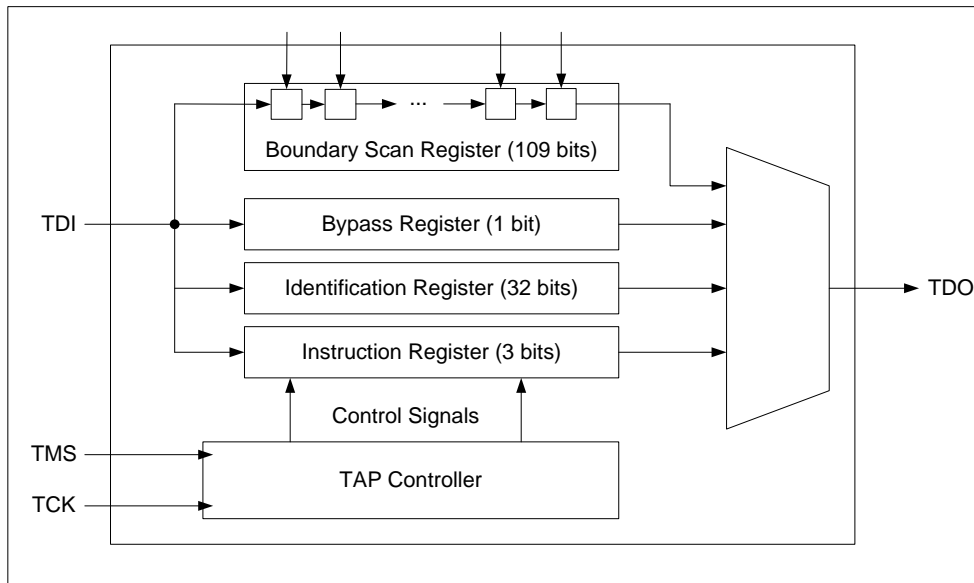 ...
Boundary Scan Register (109 bits)
TDI
Bypass Register (1 bit)
Identification Register (32 bits)
TDO
Instruction Register (3 bits)
Control Signals
TMS
TAP Controller
TCK